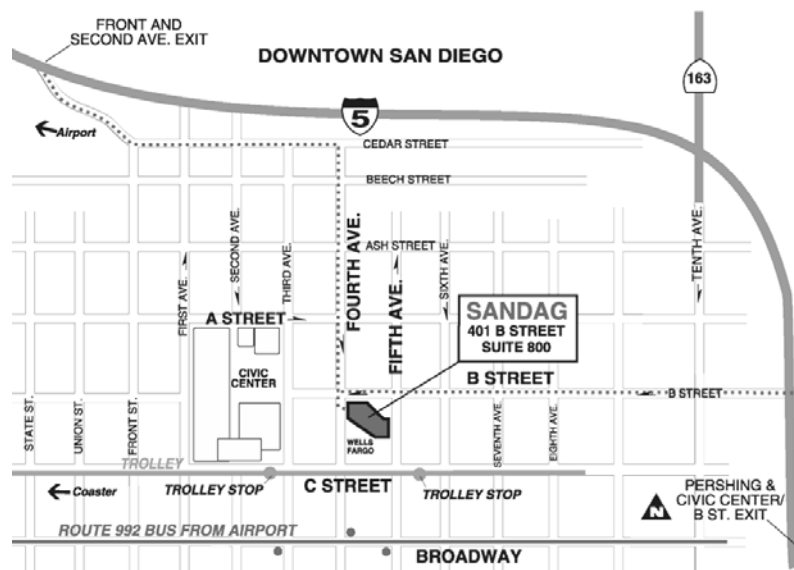 FRONT AND
SECOND AVE. EXIT
DOWNTOWN SAN DIEGO
163
5
Airport
CEDAR STREET
BEECH STREET
ASH STREET
FIRST AVE.
SECOND AVE.
THIRD AVE.
FOURTH AVE.
FIFTH AVE.
SIXTH AVE.
TENTH AVE.
SANDAG
401 B STREET
SUITE 800
A STREET
CIVIC
CENTER
B STREET
B STREET
STATE ST.
UNION ST.
FRONT ST.
SEVENTH AVE.
EIGHTH AVE.
WELLS
FARGO
TROLLEY
Coaster
TROLLEY STOP
C STREET
TROLLEY STOP
PERSHING &
CIVIC CENTER/
B ST. EXIT
N
ROUTE 992 BUS FROM AIRPORT
BROADWAY